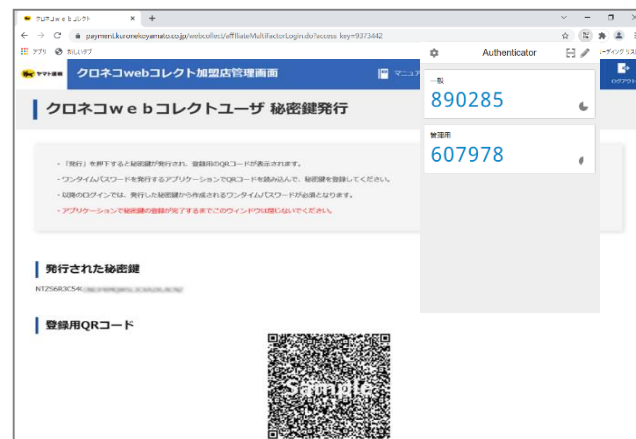 クロネコwebコレクト
payment.kuronekoyamato.co.jp/webcollect/affiliateMultiFactorLogin.do?access key=9373442
アプリ
ヤマト運輸
クロネコwebコレクト加盟店管理画面
ログアウト
クロネコwebコレクトユーザ 秘密鍵発行
・「発行」を押下すると秘密鍵が発行され、登録用のQRコードが表示されます。
・ワンタイムパスワードを発行するアプリケーションでQRコードを読み込んで、秘密鍵を登録してください。
・以降のログインでは、発行した秘密鍵から作成されるワンタイムパスワードが必須となります。
・アプリケーションで秘密鍵の登録が完了するまでこのウィンドウは閉じないでください。
発行された秘密鍵
NTZS6R3C54
登録用QRコード
Sample
Authenticator
一般
890285
管理用
607978